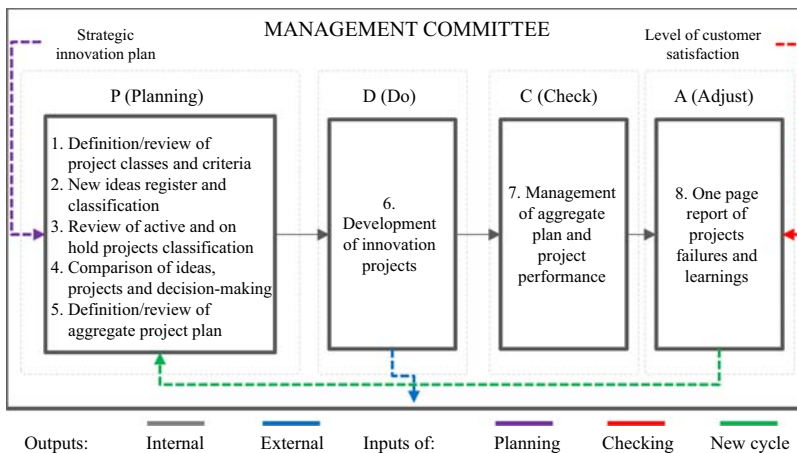 MANAGEMENT COMMITTEE
Strategic
innovation plan
Level of customer
satisfaction
P (Planning)
D (Do)
C (Check)
A (Adjust)
1. Definition/review of
project classes and criteria
2. New ideas register and
classification
3. Review of active and on
hold projects classification
4. Comparison of ideas,
projects and decision-making
5. Definition/review of
aggregate project plan
6.
Development
of innovation
projects
7. Management
of aggregate
plan and
project
performance
8. One page
report of
projects
failures and
learnings
Outputs: Internal External Inputs of: Planning Checking New cycle